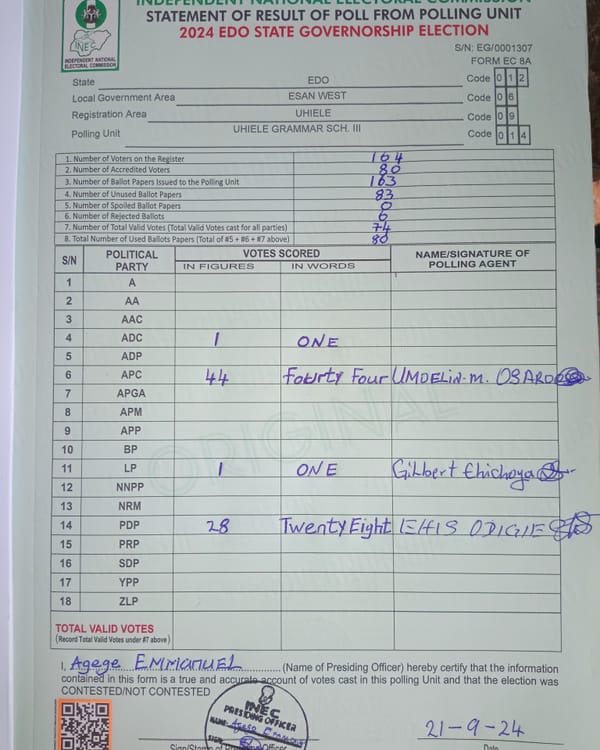 INDEPENDENT NATIONAL ELECTORAL COMMISSION
STATEMENT OF RESULT OF POLL FROM POLLING UNIT
2024 EDO STATE GOVERNORSHIP ELECTION
INEC
INDEPENDENT NATIONAL
ELECTORAL COMMISSION
S/N: EG/0001307
FORM EC 8A
State EDO Code 0 1 2
Local Government Area ESAN WEST Code 0 6
Registration Area UHIELE Code 0 9
Polling Unit UHIELE GRAMMAR SCH. III Code 0 1 4
1. Number of Voters on the Register 164
2. Number of Accredited Voters 80
3. Number of Ballot Papers Issued to the Polling Unit 163
4. Number of Unused Ballot Papers 83
5. Number of Spoiled Ballot Papers 0
6. Number of Rejected Ballots 6
7. Number of Total Valid Votes (Total Valid Votes cast for all parties) 74
8. Total Number of Used Ballots Papers (Total of #5 + #6 + #7 above) 80
S/N POLITICAL PARTY VOTES SCORED NAME/SIGNATURE OF POLLING AGENT
IN FIGURES IN WORDS
1 A
2 AA
3 AAC
4 ADC 1 ONE
5 ADP
6 APC 44 Fourty Four
7 APGA
8 APM
9 APP
10 BP
11 LP 1 ONE Gilbert Ehichoya
12 NNPP
13 NRM
14 PDP 28 Twenty Eight EHIS ODIGIE
15 PRP
16 SDP
17 YPP
18 ZLP
ORIGINAL
TOTAL VALID VOTES
(Record Total Valid Votes under #7 above)
I, Agege EMMANUEL (Name of Presiding Officer) hereby certify that the information
contained in this form is a true and accurate account of votes cast in this polling Unit and that the election was
CONTESTED/NOT CONTESTED
INEC
PRESIDING OFFICER
NAME: Agege
SIGN:
21-9-24
Sign/Stamp of Presiding Officer Date